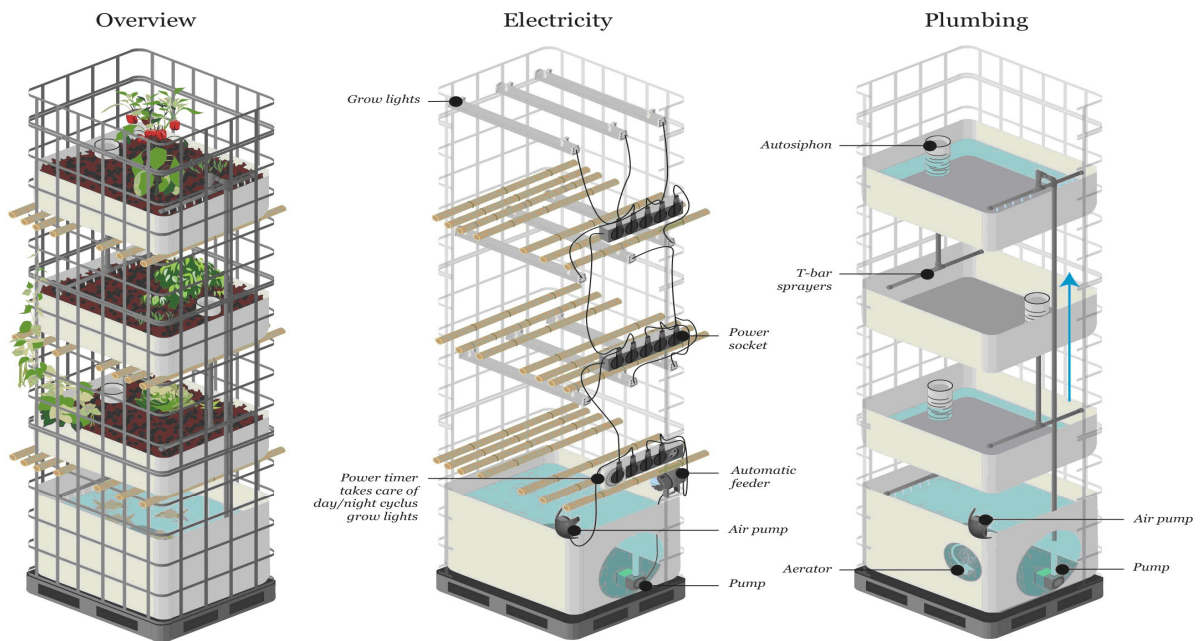 Overview
Electricity
Plumbing
Grow lights
Power
socket
Power timer
takes care of
day/night cyclus
grow lights
Automatic
feeder
Air pump
Pump
Autosiphon
T-bar
sprayers
Air pump
Aerator
Pump